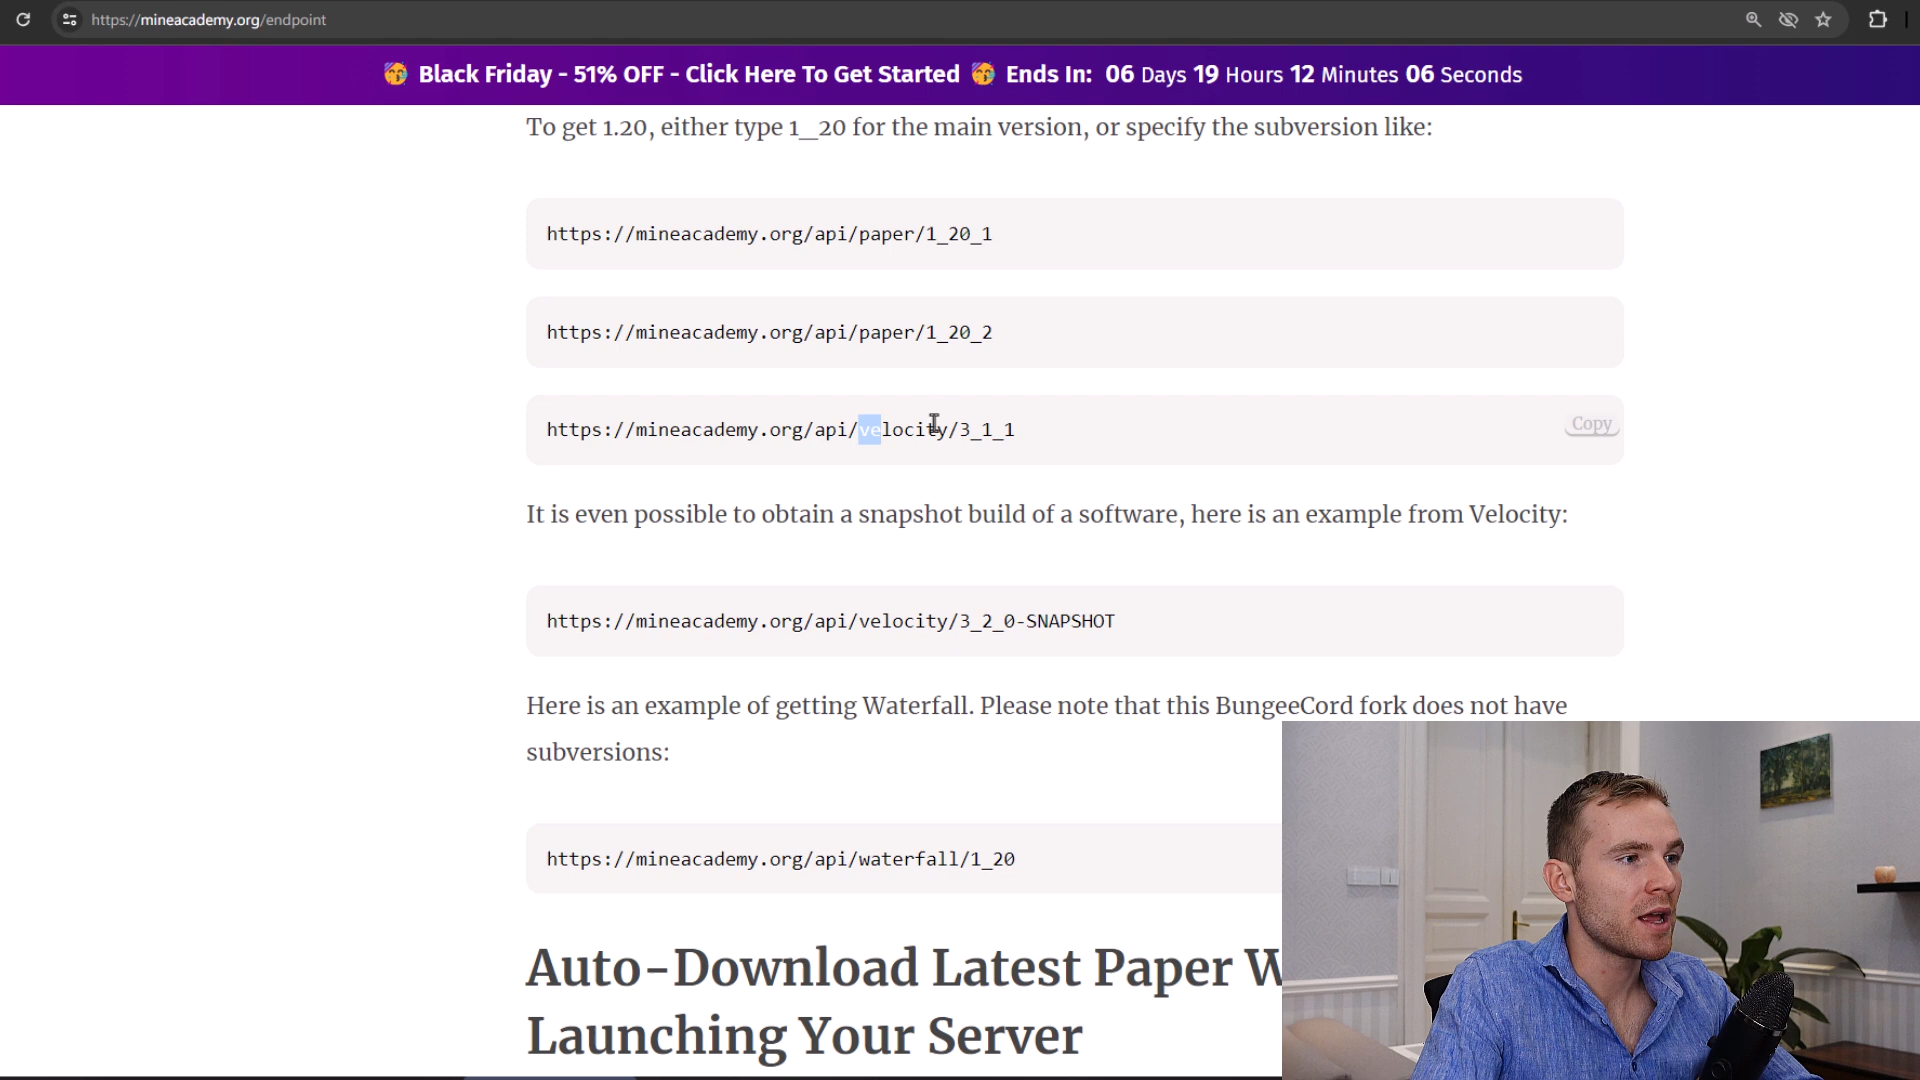 https://mineacademy.org/endpoint
Black Friday - 51% OFF - Click Here To Get Started Ends In: 06 Days 19 Hours 12 Minutes 06 Seconds
To get 1.20, either type 1_20 for the main version, or specify the subversion like:
https://mineacademy.org/api/paper/1_20_1
https://mineacademy.org/api/paper/1_20_2
https://mineacademy.org/api/velocity/3_1_1
Copy
It is even possible to obtain a snapshot build of a software, here is an example from Velocity:
https://mineacademy.org/api/velocity/3_2_0-SNAPSHOT
Here is an example of getting Waterfall. Please note that this BungeeCord fork does not have
subversions:
https://mineacademy.org/api/waterfall/1_20
Auto-Download Latest Paper W
Launching Your Server